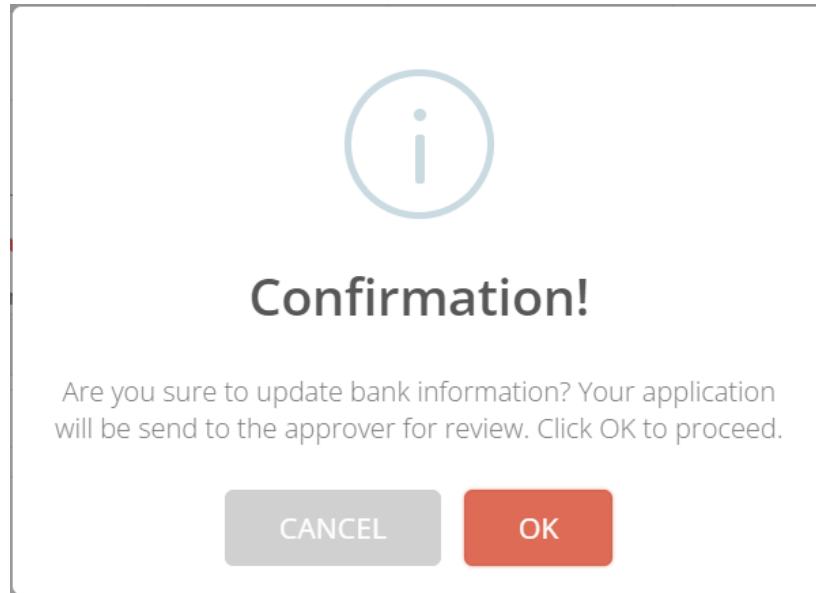 Confirmation!
Are you sure to update bank information? Your application
will be send to the approver for review. Click OK to proceed.
CANCEL
OK